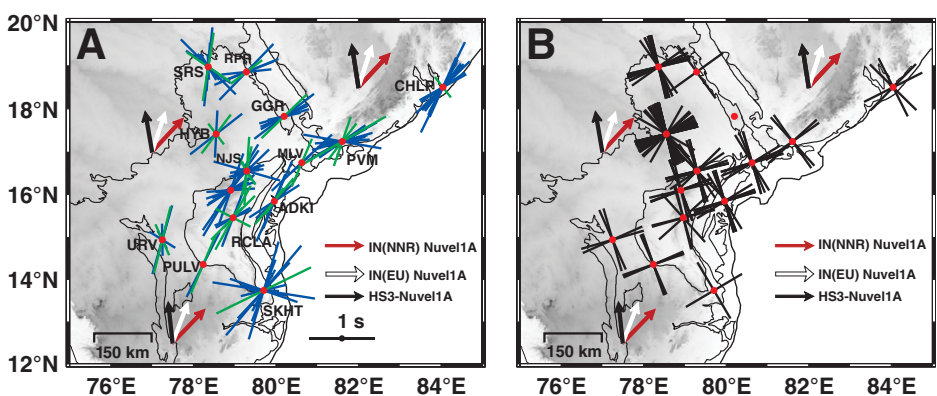 20°N
18°N
16°N
14°N
12°N
A
SRS
RPR
CHLP
GGR
HYB
NJS
MLV
PVM
ADKI
URV
RCLA
PULV
SKHT
IN(NNR) Nuvel1A
IN(EU) Nuvel1A
HS3-Nuvel1A
1 s
150 km
76°E 78°E 80°E 82°E 84°E
B
IN(NNR) Nuvel1A
IN(EU) Nuvel1A
HS3-Nuvel1A
150 km
76°E 78°E 80°E 82°E 84°E